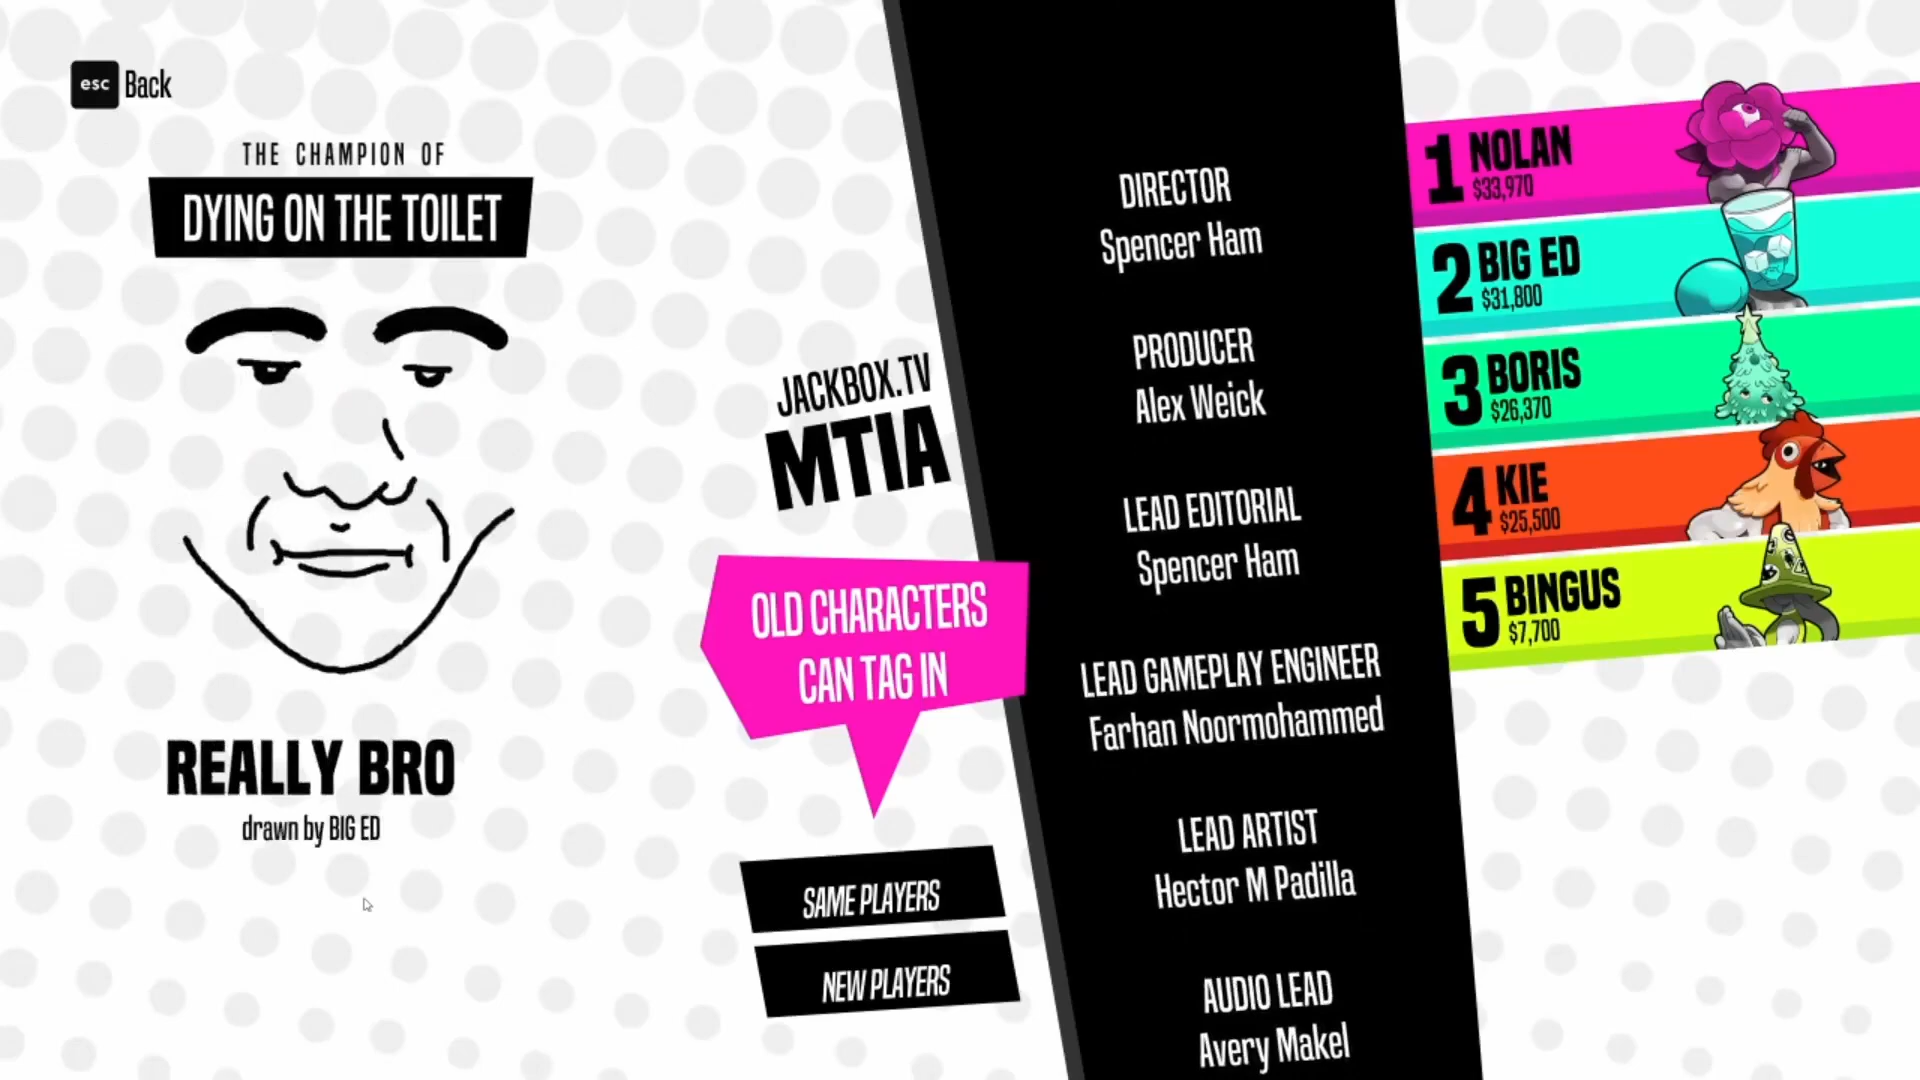 esc Back
THE CHAMPION OF
DYING ON THE TOILET
REALLY BRO
drawn by BIG ED
JACKBOX.TV
MTIA
OLD CHARACTERS
CAN TAG IN
SAME PLAYERS
NEW PLAYERS
DIRECTOR
Spencer Ham
PRODUCER
Alex Weick
LEAD EDITORIAL
Spencer Ham
LEAD GAMEPLAY ENGINEER
Farhan Noormohammed
LEAD ARTIST
Hector M Padilla
AUDIO LEAD
Avery Makel
1 NOLAN
$33,970
2 BIG ED
$31,800
3 BORIS
$26,370
4 KIE
$25,500
5 BINGUS
$7,700